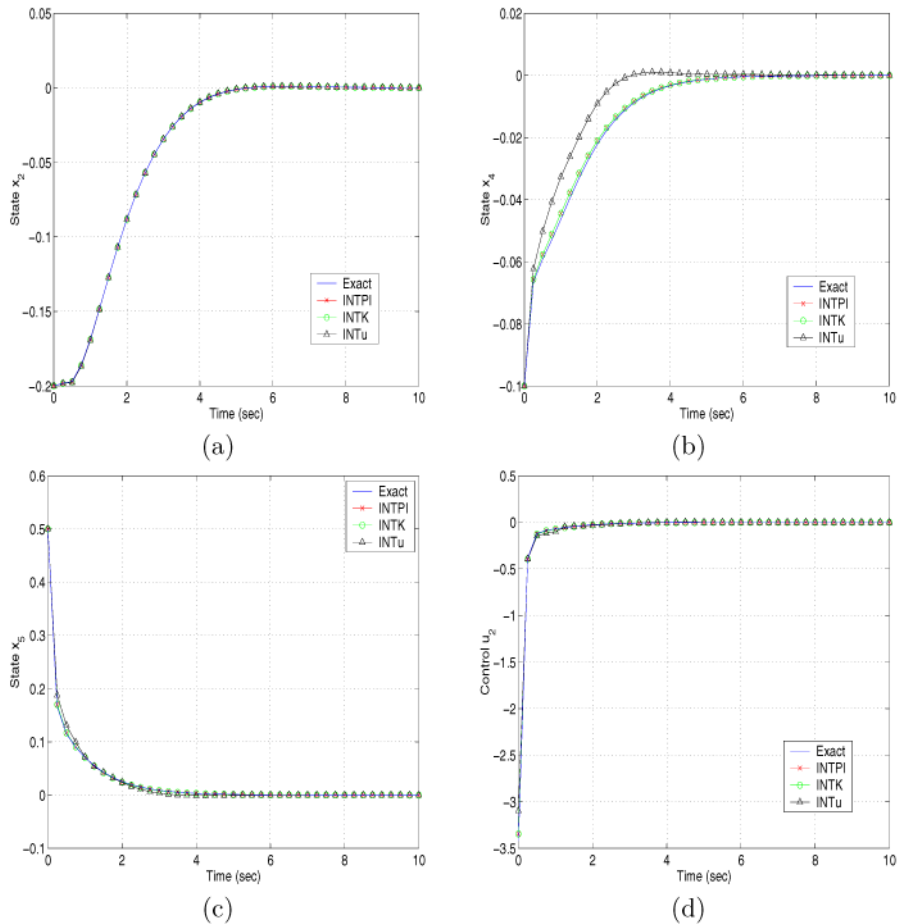 0.05
0
−0.05
−0.1
−0.15
−0.2
0 2 4 6 8 10
State x2
Time (sec)
Exact
INTPI
INTK
INTu
(a)
0.02
0
−0.02
−0.04
−0.06
−0.08
−0.1
0 2 4 6 8 10
State x4
Time (sec)
Exact
INTPI
INTK
INTu
(b)
0.6
0.5
0.4
0.3
0.2
0.1
0
−0.1
0 2 4 6 8 10
State x5
Time (sec)
Exact
INTPI
INTK
INTu
(c)
0.5
0
−0.5
−1
−1.5
−2
−2.5
−3
−3.5
0 2 4 6 8 10
Control u2
Time (sec)
Exact
INTPI
INTK
INTu
(d)